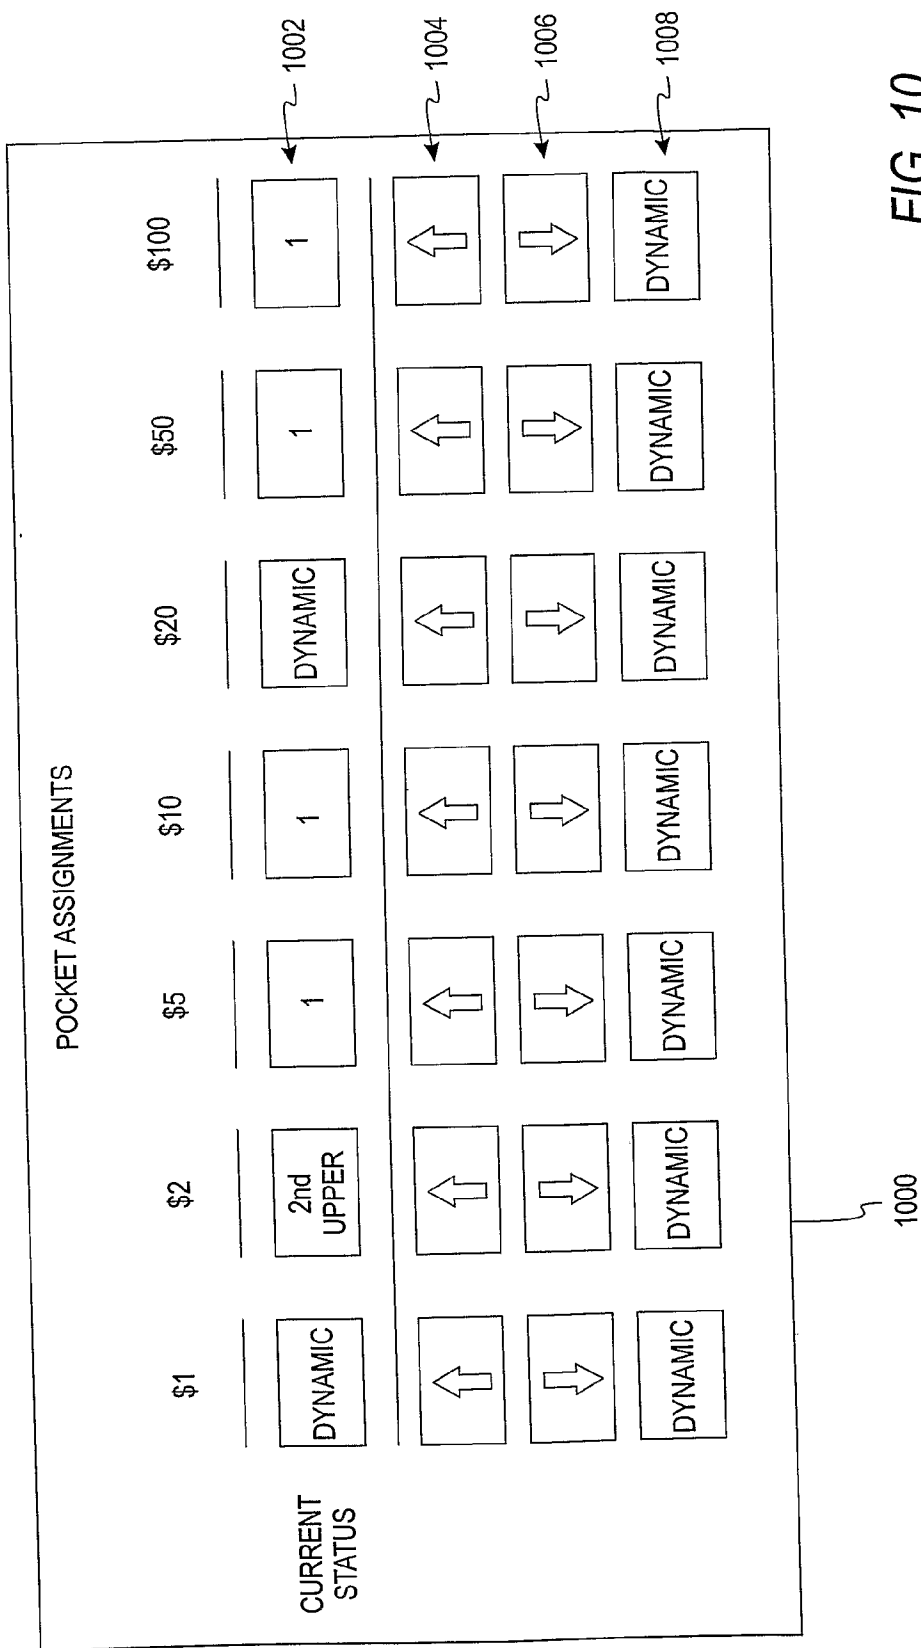 POCKET ASSIGNMENTS
$1 $2 $5 $10 $20 $50 $100
CURRENT
STATUS
DYNAMIC 2nd
UPPER 1 1 DYNAMIC 1 1 1002
1004
1006
DYNAMIC DYNAMIC DYNAMIC DYNAMIC DYNAMIC DYNAMIC DYNAMIC 1008
1000
FIG. 10